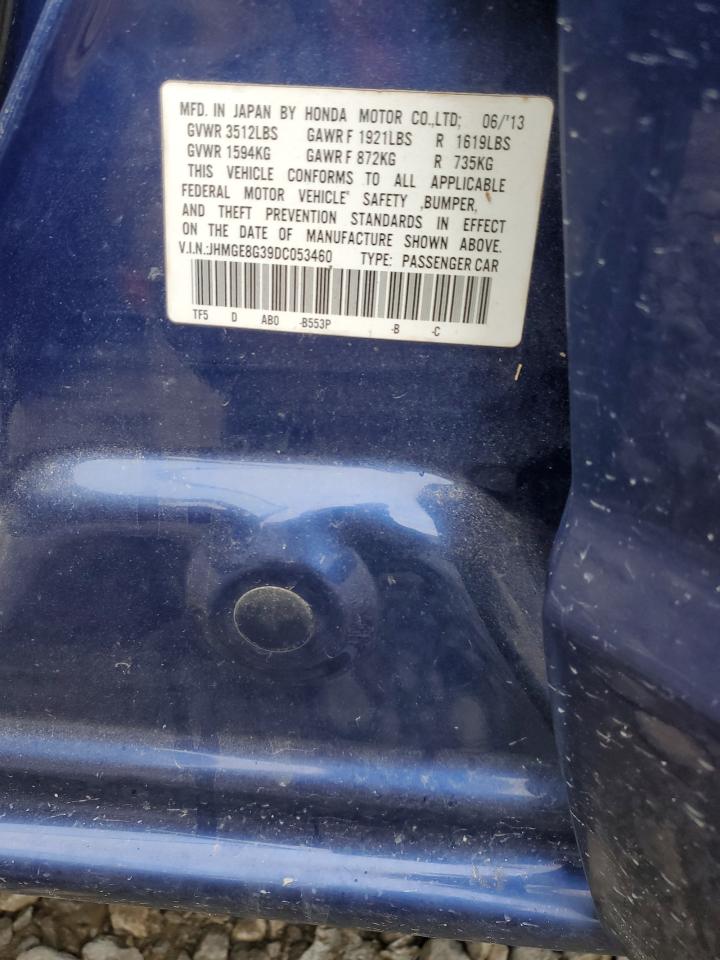 MFD. IN JAPAN BY HONDA MOTOR CO.,LTD; 06/'13
GVWR 3512LBS GAWR F 1921LBS R 1619LBS
GVWR 1594KG GAWR F 872KG R 735KG
THIS VEHICLE CONFORMS TO ALL APPLICABLE
FEDERAL MOTOR VEHICLE SAFETY ,BUMPER,
AND THEFT PREVENTION STANDARDS IN EFFECT
ON THE DATE OF MANUFACTURE SHOWN ABOVE.
V.I.N.:JHMGE8G39DC053460 TYPE: PASSENGER CAR
TF5 D AB0 -B553P -B -C